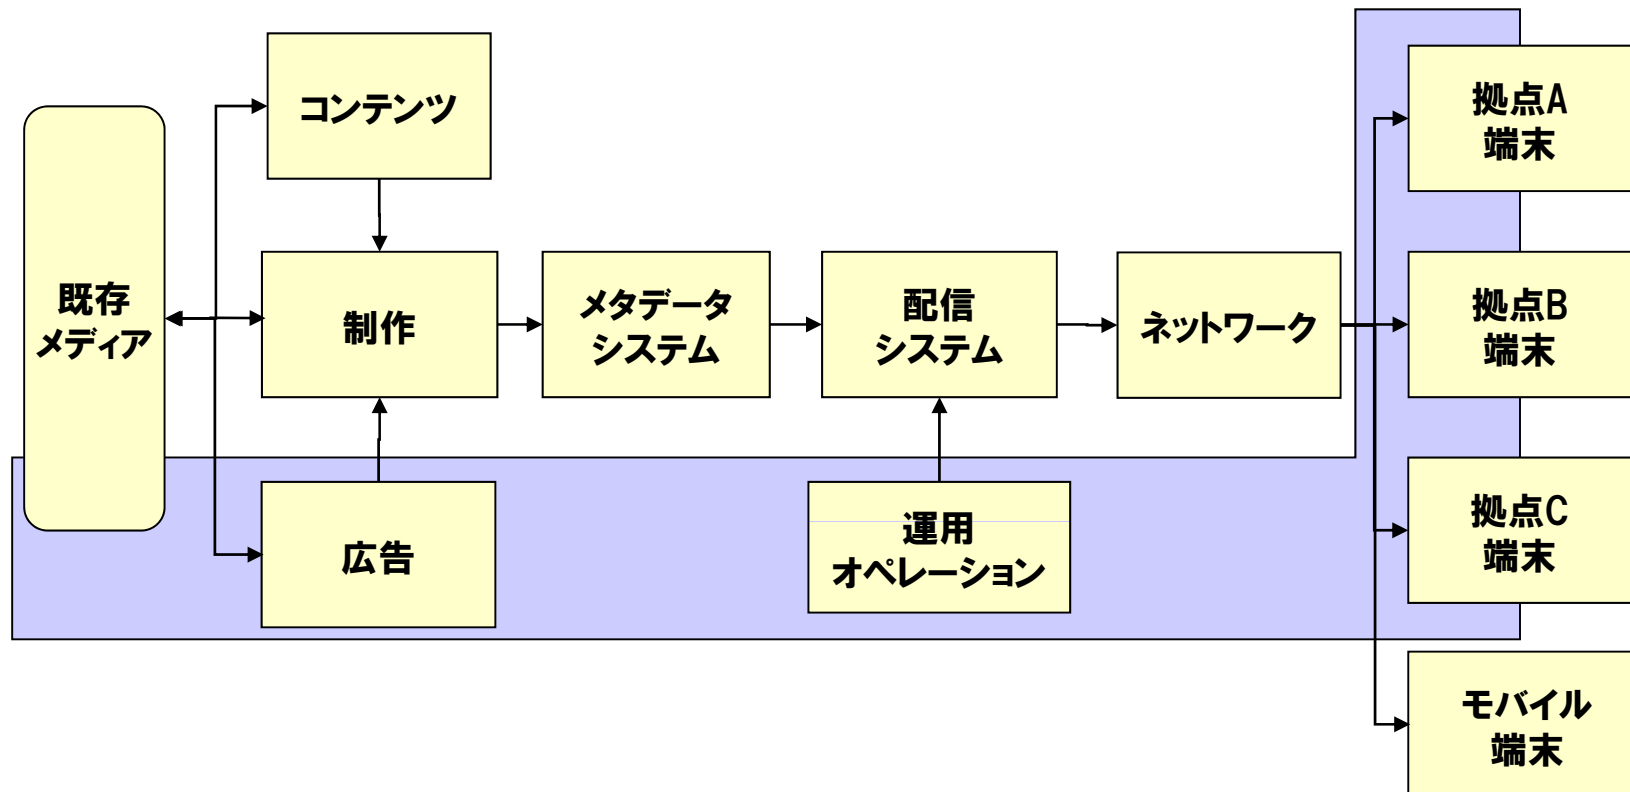 コンテンツ
既存
メディア
制作
メタデータ
システム
配信
システム
ネットワーク
広告
運用
オペレーション
拠点A
端末
拠点B
端末
拠点C
端末
モバイル
端末